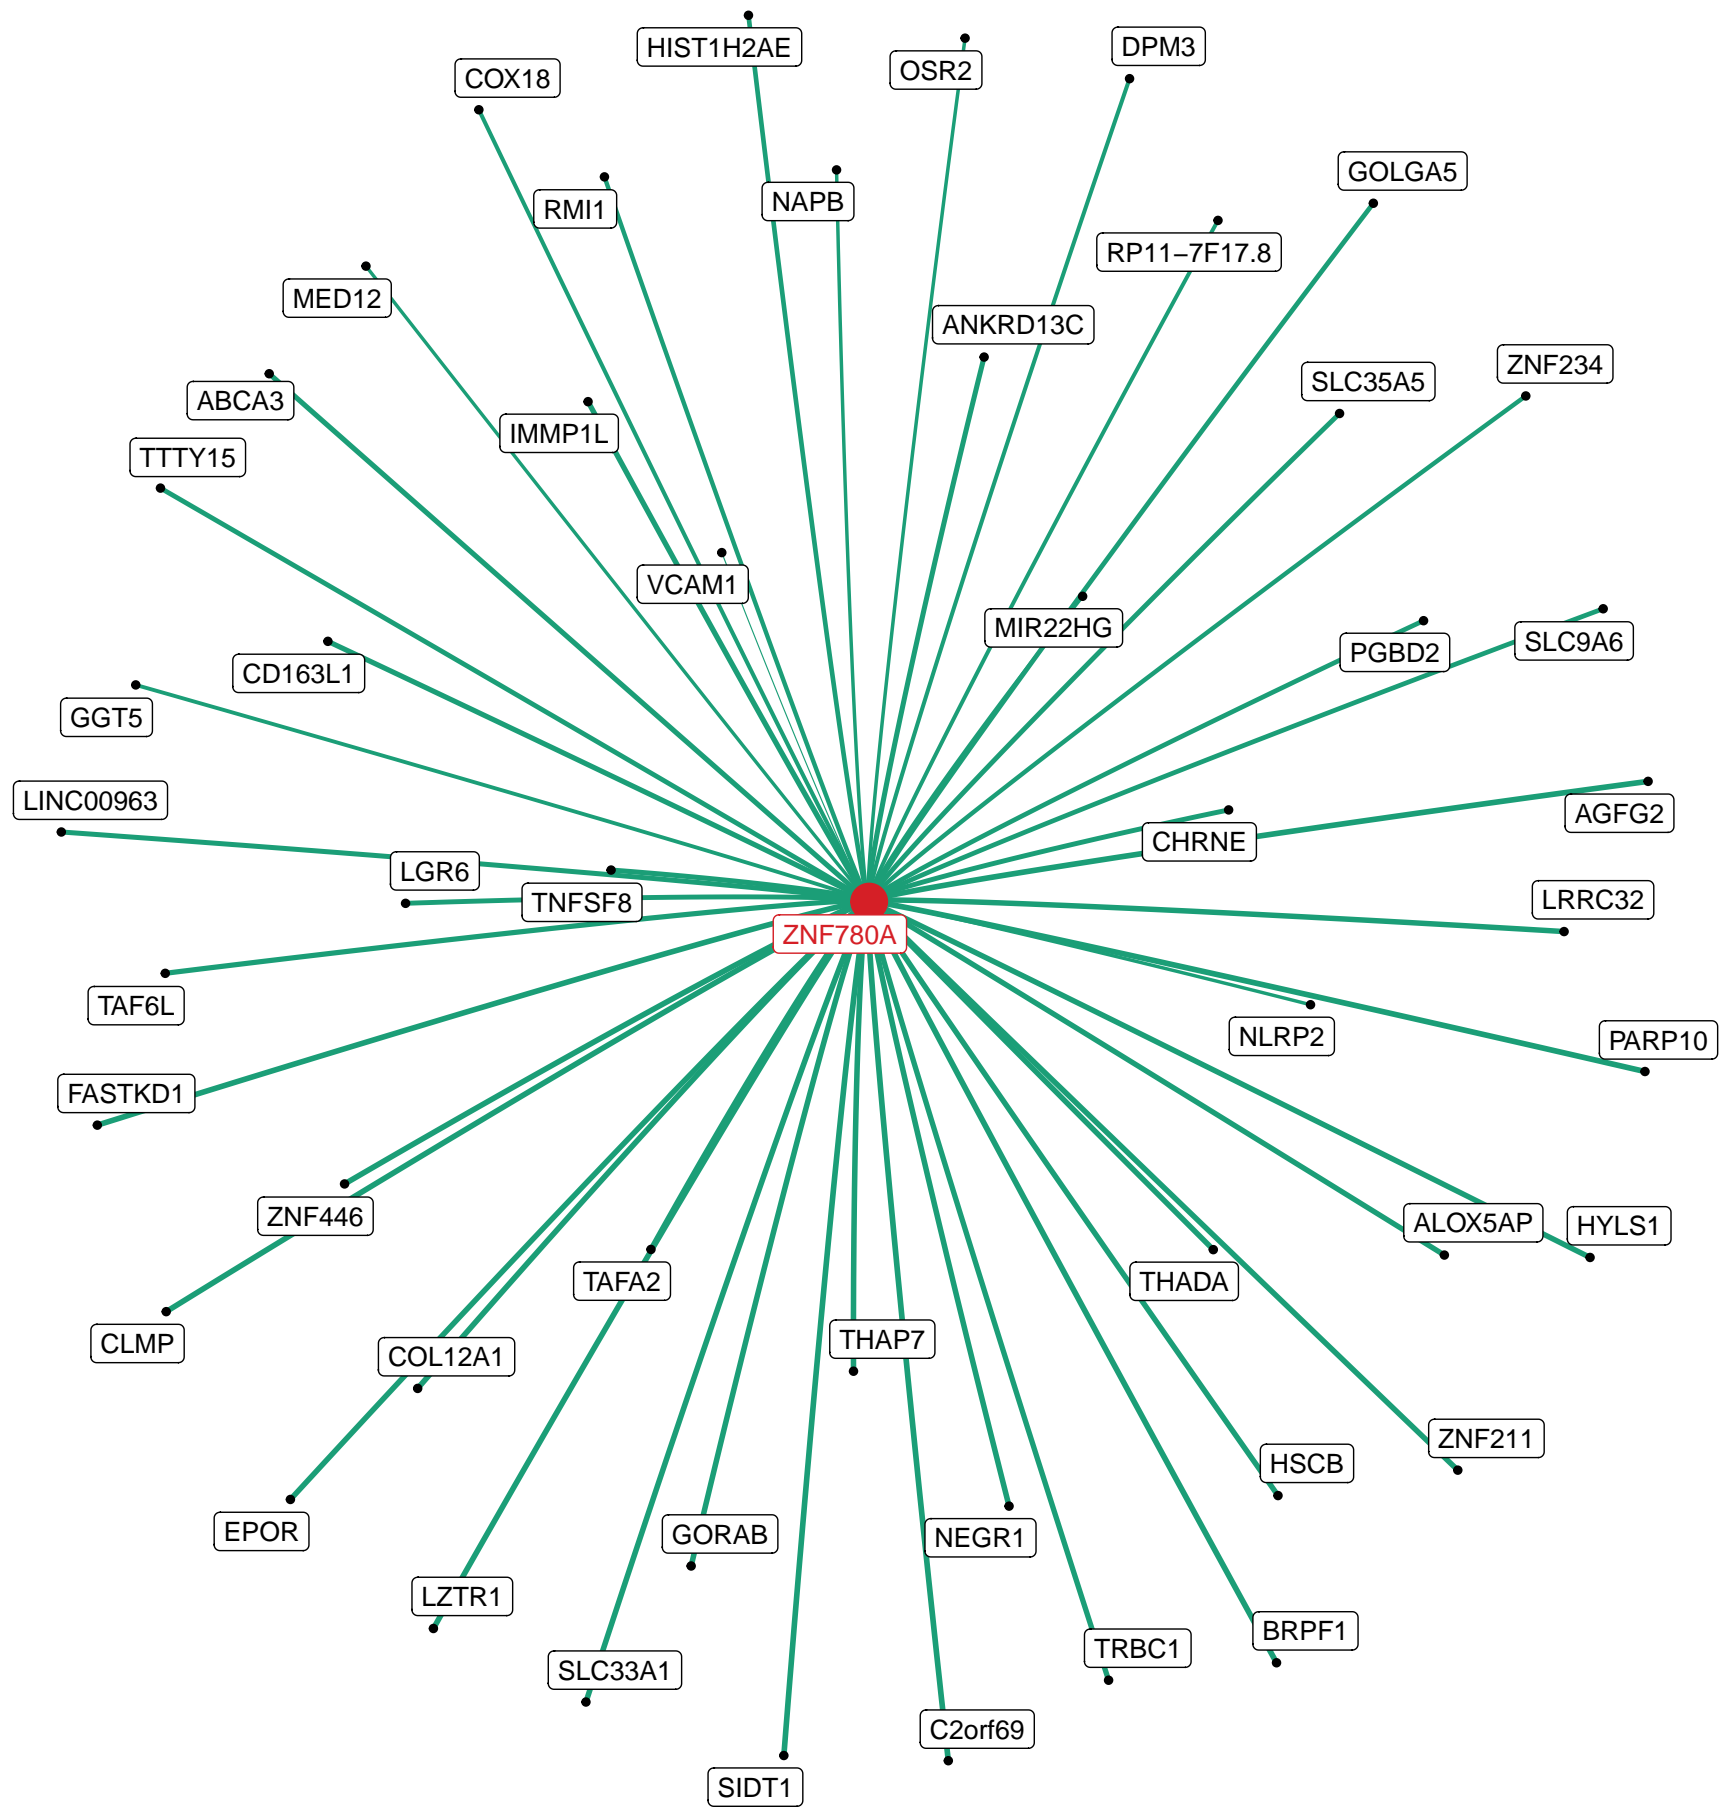 HIST1H2AE
DPM3
OSR2
COX18
GOLGA5
NAPB
RMI1
RP11−7F17.8
MED12
ANKRD13C
ZNF234
SLC35A5
ABCA3
IMMP1L
TTTY15
VCAM1
MIR22HG
SLC9A6
PGBD2
CD163L1
GGT5
LINC00963
AGFG2
CHRNE
LGR6
LRRC32
TNFSF8
ZNF780A
TAF6L
NLRP2
PARP10
FASTKD1
ZNF446
ALOX5AP
HYLS1
TAFA2
THADA
THAP7
CLMP
COL12A1
ZNF211
HSCB
EPOR
GORAB
NEGR1
LZTR1
BRPF1
TRBC1
SLC33A1
C2orf69
SIDT1